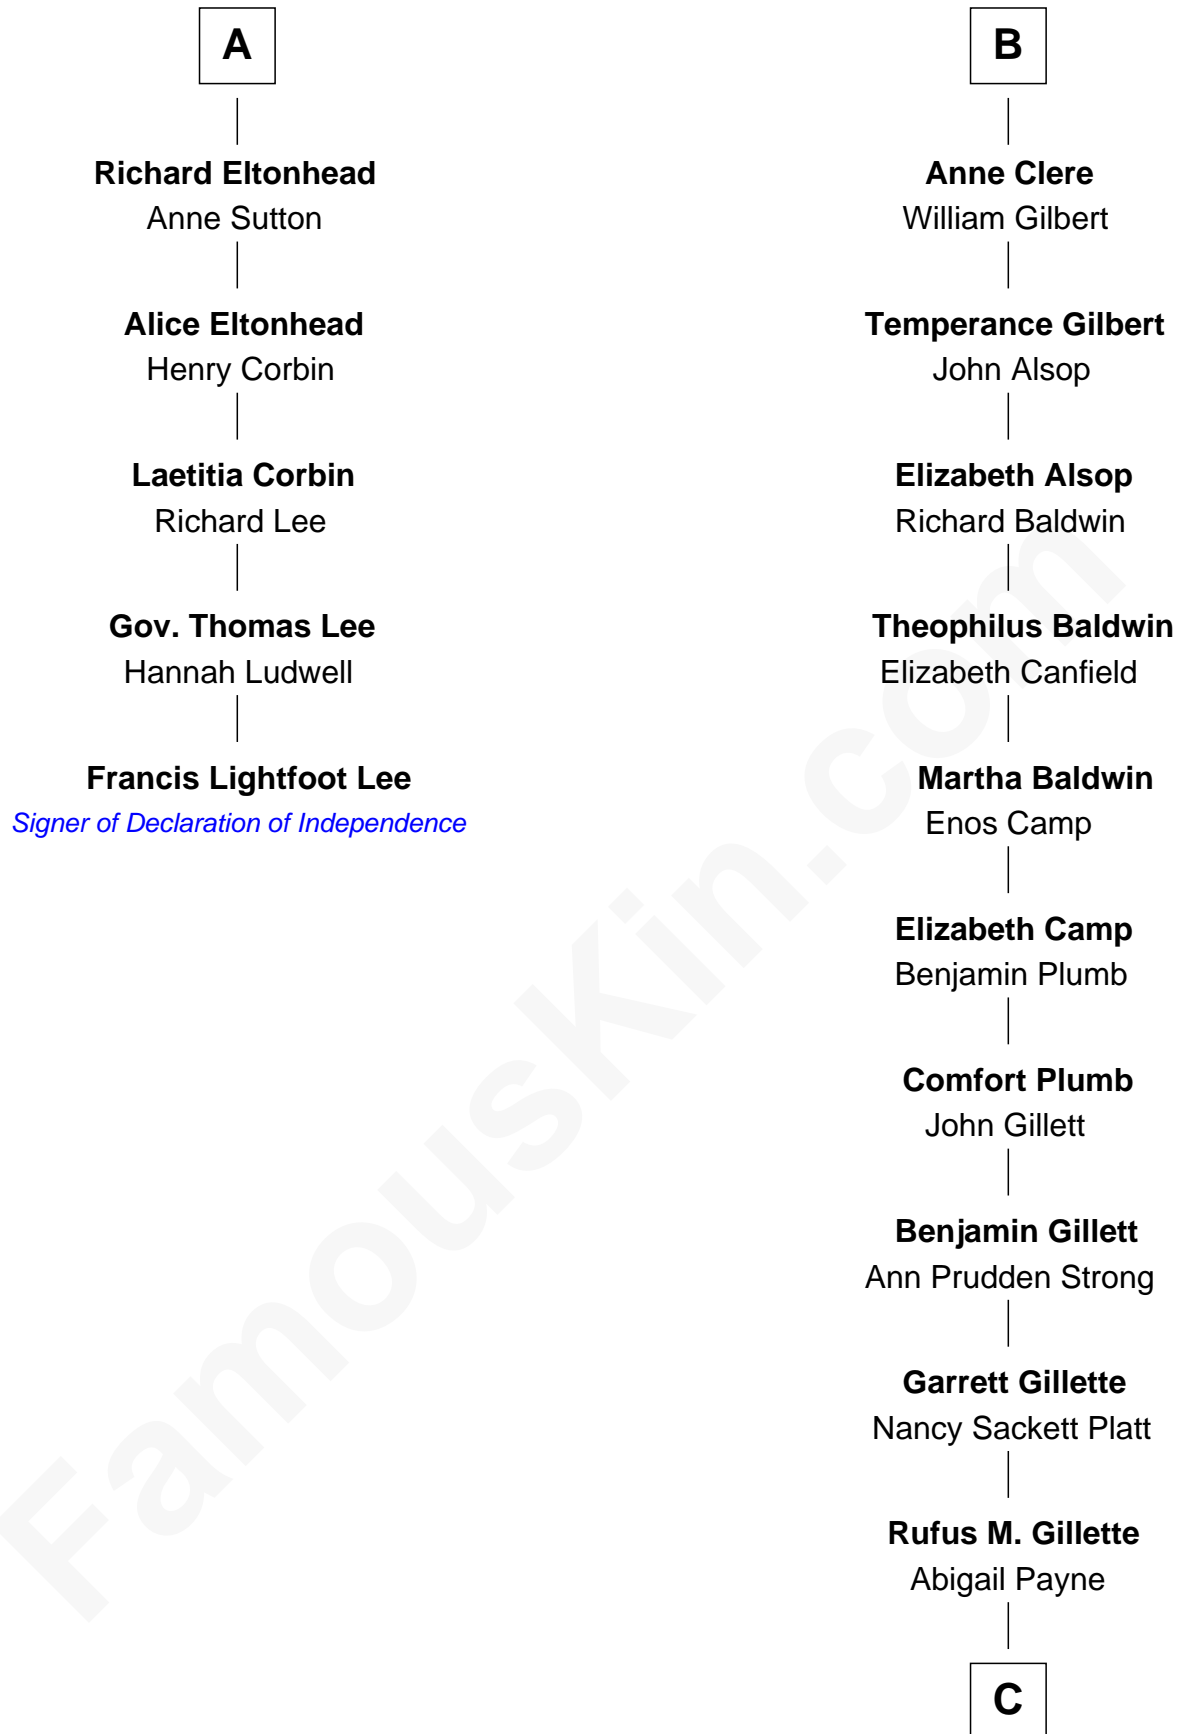 A
Richard Eltonhead
Anne Sutton
Alice Eltonhead
Henry Corbin
Laetitia Corbin
Richard Lee
Gov. Thomas Lee
Hannah Ludwell
Francis Lightfoot Lee
Signer of Declaration of Independence
B
Anne Clere
William Gilbert
Temperance Gilbert
John Alsop
Elizabeth Alsop
Richard Baldwin
Theophilus Baldwin
Elizabeth Canfield
Martha Baldwin
Enos Camp
Elizabeth Camp
Benjamin Plumb
Comfort Plumb
John Gillett
Benjamin Gillett
Ann Prudden Strong
Garrett Gillette
Nancy Sackett Platt
Rufus M. Gillette
Abigail Payne
C
FamousKin.com